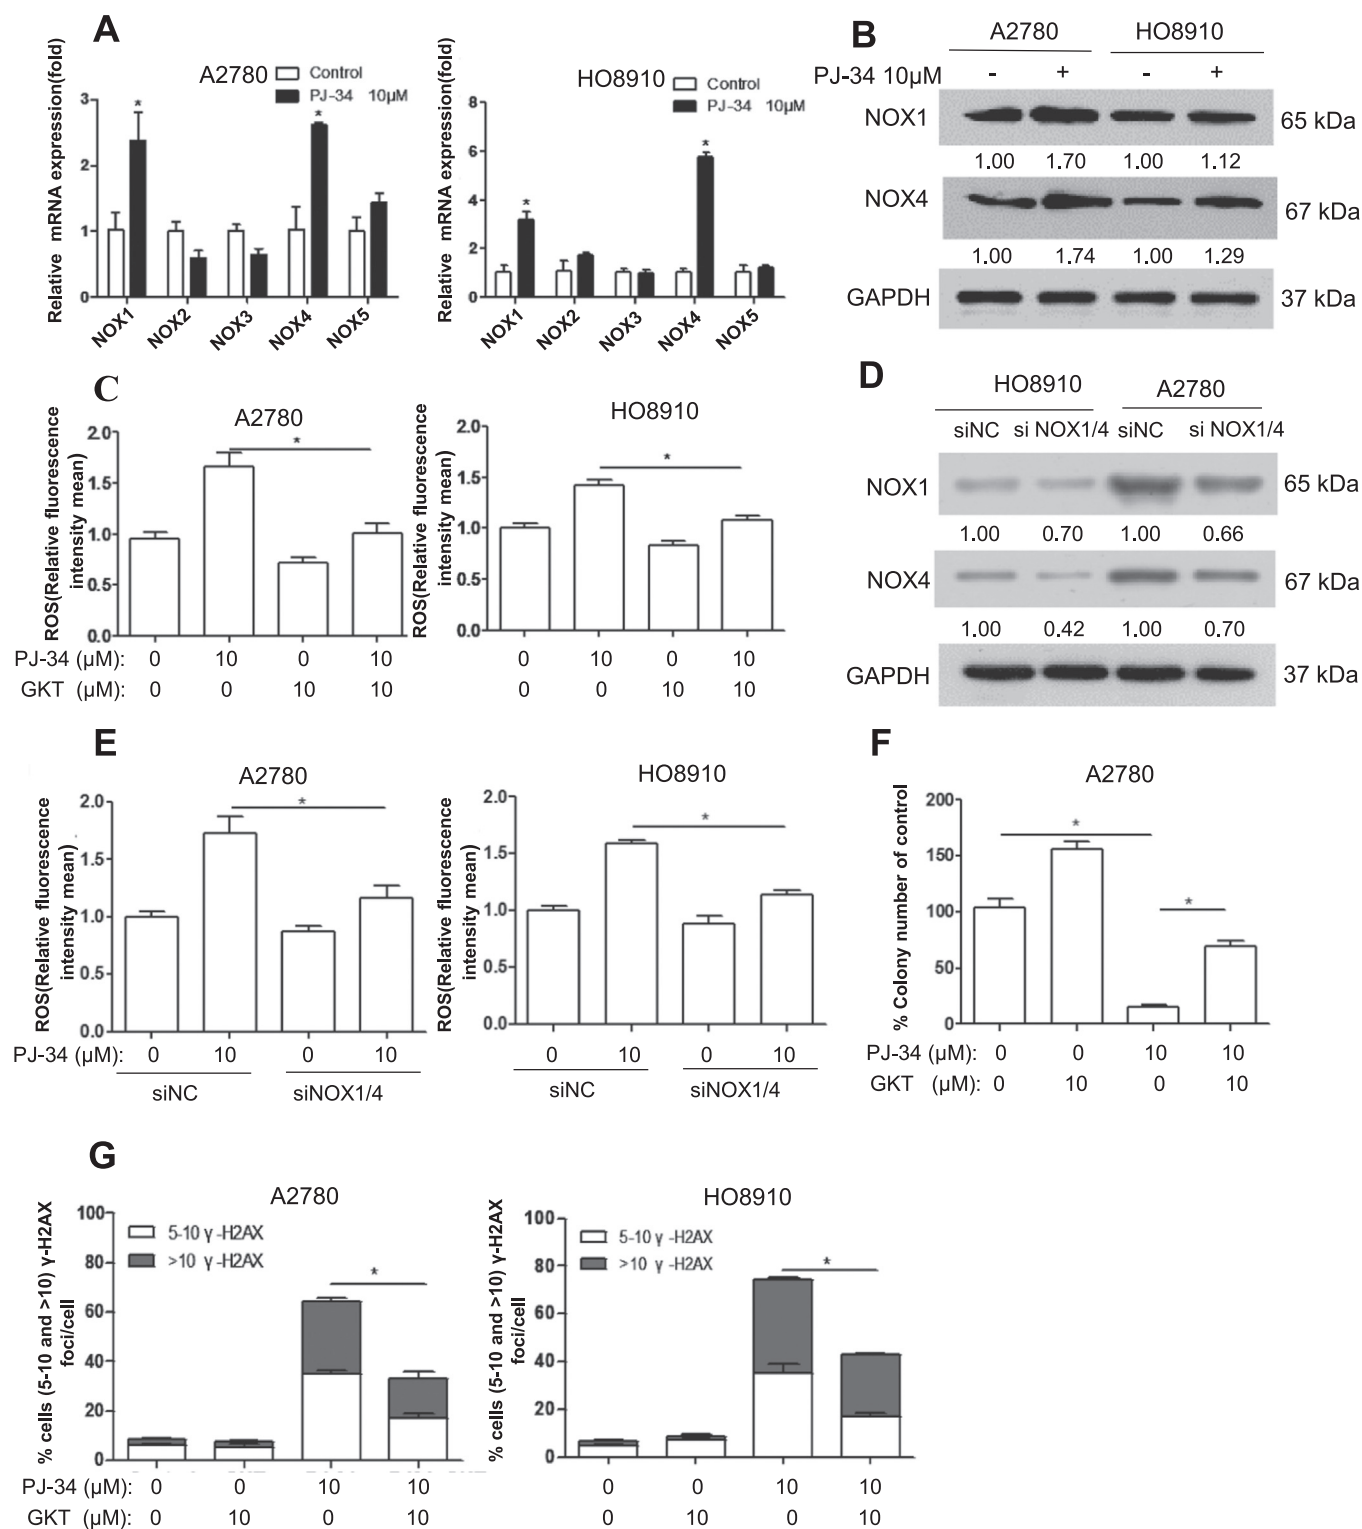 A
Relative mRNA expression(fold)
A2780
Control
PJ-34 10µM
3
2
1
0
*
*
NOX1 NOX2 NOX3 NOX4 NOX5
Relative mRNA expression(fold)
HO8910
Control
PJ-34 10µM
8
6
4
2
0
*
*
NOX1 NOX2 NOX3 NOX4 NOX5
B
A2780 HO8910
PJ-34 10µM - + - +
NOX1 65 kDa
1.00 1.70 1.00 1.12
NOX4 67 kDa
1.00 1.74 1.00 1.29
GAPDH 37 kDa
C
ROS(Relative fluorescence
intensity mean)
A2780
2.0
1.5
1.0
0.5
0.0
*
PJ-34 (µM): 0 10 0 10
GKT (µM): 0 0 10 10
ROS(Relative fluorescence
intensity mean)
HO8910
2.0
1.5
1.0
0.5
0.0
*
0 10 0 10
0 0 10 10
D
HO8910 A2780
siNC si NOX1/4 siNC si NOX1/4
NOX1 65 kDa
1.00 0.70 1.00 0.66
NOX4 67 kDa
1.00 0.42 1.00 0.70
GAPDH 37 kDa
E
ROS(Relative fluorescence
intensity mean)
A2780
2.0
1.5
1.0
0.5
0.0
*
PJ-34 (µM): 0 10 0 10
siNC siNOX1/4
ROS(Relative fluorescence
intensity mean)
HO8910
2.0
1.5
1.0
0.5
0.0
*
0 10 0 10
siNC siNOX1/4
F
% Colony number of control
A2780
200
150
100
50
0
*
*
PJ-34 (µM): 0 0 10 10
GKT (µM): 0 10 0 10
G
% cells (5-10 and >10) γ-H2AX
foci/cell
A2780
5-10 γ -H2AX
>10 γ -H2AX
100
80
60
40
20
0
*
PJ-34 (µM): 0 0 10 10
GKT (µM): 0 10 0 10
% cells (5-10 and >10) γ-H2AX
foci/cell
HO8910
5-10 γ -H2AX
>10 γ -H2AX
100
80
60
40
20
0
*
0 0 10 10
0 10 0 10